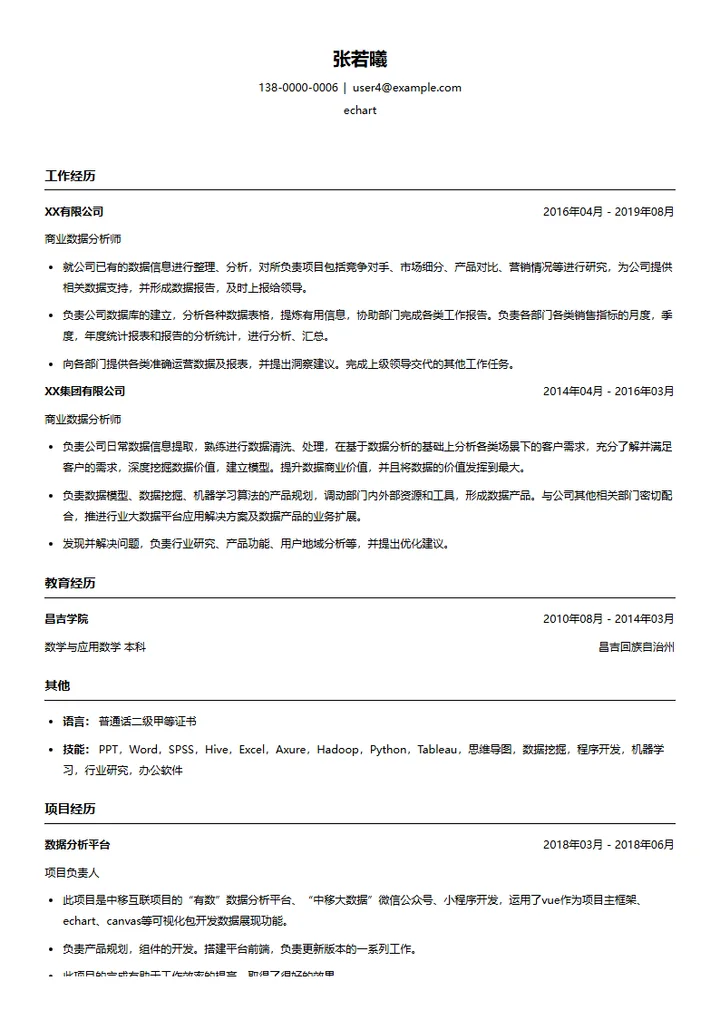 张若曦
138-0000-0006 | user4@example.com
echart
工作经历
XX有限公司 2016年04月 - 2019年08月
商业数据分析师
• 就公司已有的数据信息进行整理、分析，对所负责项目包括竞争对手、市场细分、产品对比、营销情况等进行研究，为公司提供
相关数据支持，并形成数据报告，及时上报给领导。
• 负责公司数据库的建立，分析各种数据表格，提炼有用信息，协助部门完成各类工作报告。负责各部门各类销售指标的月度，季
度，年度统计报表和报告的分析统计，进行分析、汇总。
• 向各部门提供各类准确运营数据及报表，并提出洞察建议。完成上级领导交代的其他工作任务。
XX集团有限公司 2014年04月 - 2016年03月
商业数据分析师
• 负责公司日常数据信息提取，熟练进行数据清洗、处理，在基于数据分析的基础上分析各类场景下的客户需求，充分了解并满足
客户的需求，深度挖掘数据价值，建立模型。提升数据商业价值，并且将数据的价值发挥到最大。
• 负责数据模型、数据挖掘、机器学习算法的产品规划，调动部门内外部资源和工具，形成数据产品。与公司其他相关部门密切配
合，推进行业大数据平台应用解决方案及数据产品的业务扩展。
• 发现并解决问题，负责行业研究、产品功能、用户地域分析等，并提出优化建议。
教育经历
昌吉学院 2010年08月 - 2014年03月
数学与应用数学 本科 昌吉回族自治州
其他
• 语言： 普通话二级甲等证书
• 技能： PPT，Word，SPSS，Hive，Excel，Axure，Hadoop，Python，Tableau，思维导图，数据挖掘，程序开发，机器学
习，行业研究，办公软件
项目经历
数据分析平台 2018年03月 - 2018年06月
项目负责人
• 此项目是中移互联项目的“有数”数据分析平台、“中移大数据”微信公众号、小程序开发，运用了vue作为项目主框架、
echart、canvas等可视化包开发数据展现功能。
• 负责产品规划，组件的开发。搭建平台前端，负责更新版本的一系列工作。
• 此项目的完成有助于工作效率的提高，取得了很好的效果